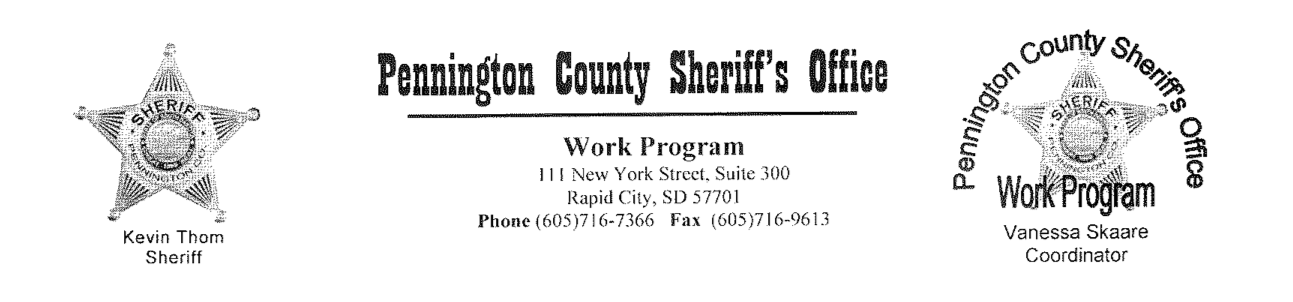 SHERIFF
PENNINGTON CO
Kevin Thom
Sheriff
Pennington County Sheriff's Office
Work Program
111 New York Street, Suite 300
Rapid City, SD 57701
Phone (605)716-7366 Fax (605)716-9613
Pennington County Sheriff's Office
SHERIFF
PENNINGTON CO
Work Program
Vanessa Skaare
Coordinator